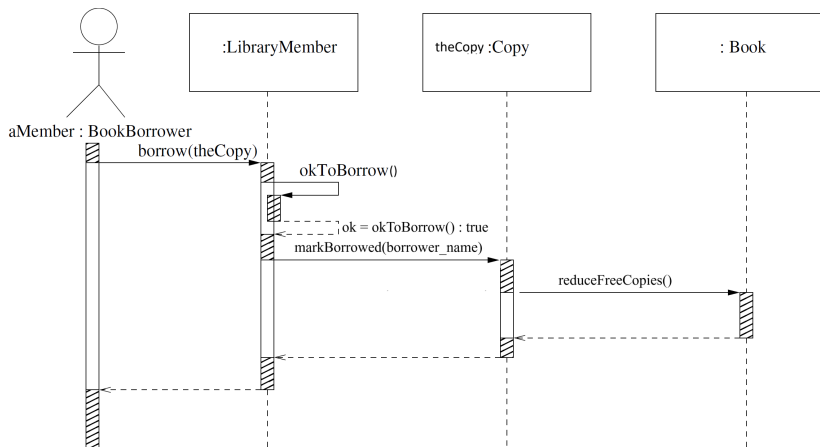 :LibraryMember
theCopy :Copy
: Book
aMember : BookBorrower
borrow(theCopy)
okToBorrow()
ok = okToBorrow() : true
markBorrowed(borrower_name)
reduceFreeCopies()